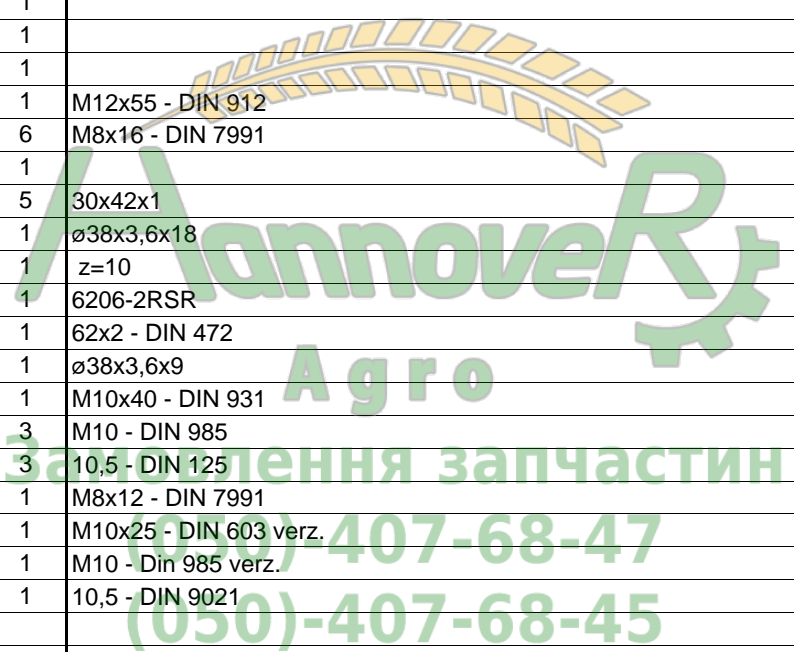 1
1
1
1 M12x55 - DIN 912
6 M8x16 - DIN 7991
1
5 30x42x1
1 ø38x3,6x18
1 z=10
1 6206-2RSR
1 62x2 - DIN 472
1 ø38x3,6x9
1 M10x40 - DIN 931
3 M10 - DIN 985
3 10,5 - DIN 125
1 M8x12 - DIN 7991
1 M10x25 - DIN 603 verz.
1 M10 - Din 985 verz.
1 10,5 - DIN 9021
HannoveR
Agro
Замовлення запчастин
(050)-407-68-47
(050)-407-68-45